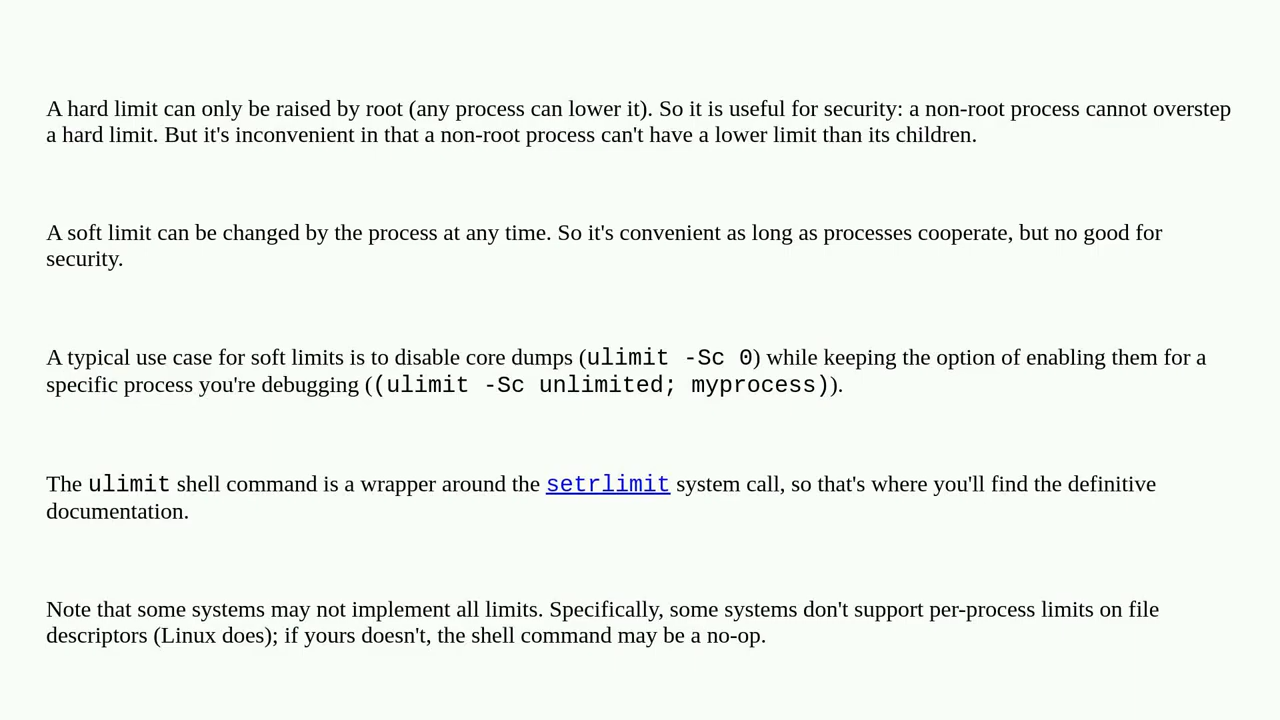 A hard limit can only be raised by root (any process can lower it). So it is useful for security: a non-root process cannot overstep
a hard limit. But it's inconvenient in that a non-root process can't have a lower limit than its children.
A soft limit can be changed by the process at any time. So it's convenient as long as processes cooperate, but no good for
security.
A typical use case for soft limits is to disable core dumps (ulimit -Sc 0) while keeping the option of enabling them for a
specific process you're debugging ((ulimit -Sc unlimited; myprocess)).
The ulimit shell command is a wrapper around the setrlimit system call, so that's where you'll find the definitive
documentation.
Note that some systems may not implement all limits. Specifically, some systems don't support per-process limits on file
descriptors (Linux does); if yours doesn't, the shell command may be a no-op.